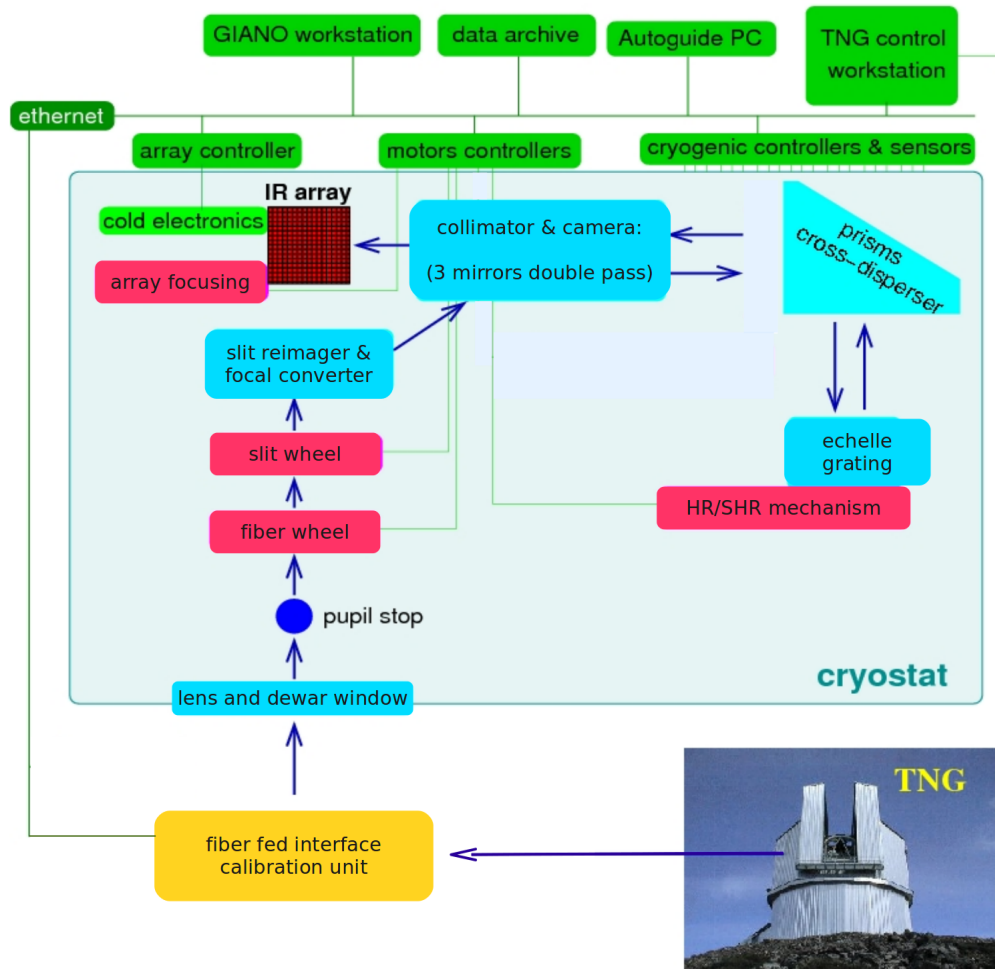 GIANO workstation
data archive
Autoguide PC
TNG control
workstation
ethernet
array controller
motors controllers
cryogenic controllers & sensors
IR array
cold electronics
array focusing
collimator & camera:
(3 mirrors double pass)
prisms
cross-disperser
slit reimager &
focal converter
slit wheel
echelle
grating
HR/SHR mechanism
fiber wheel
pupil stop
cryostat
lens and dewar window
TNG
fiber fed interface
calibration unit